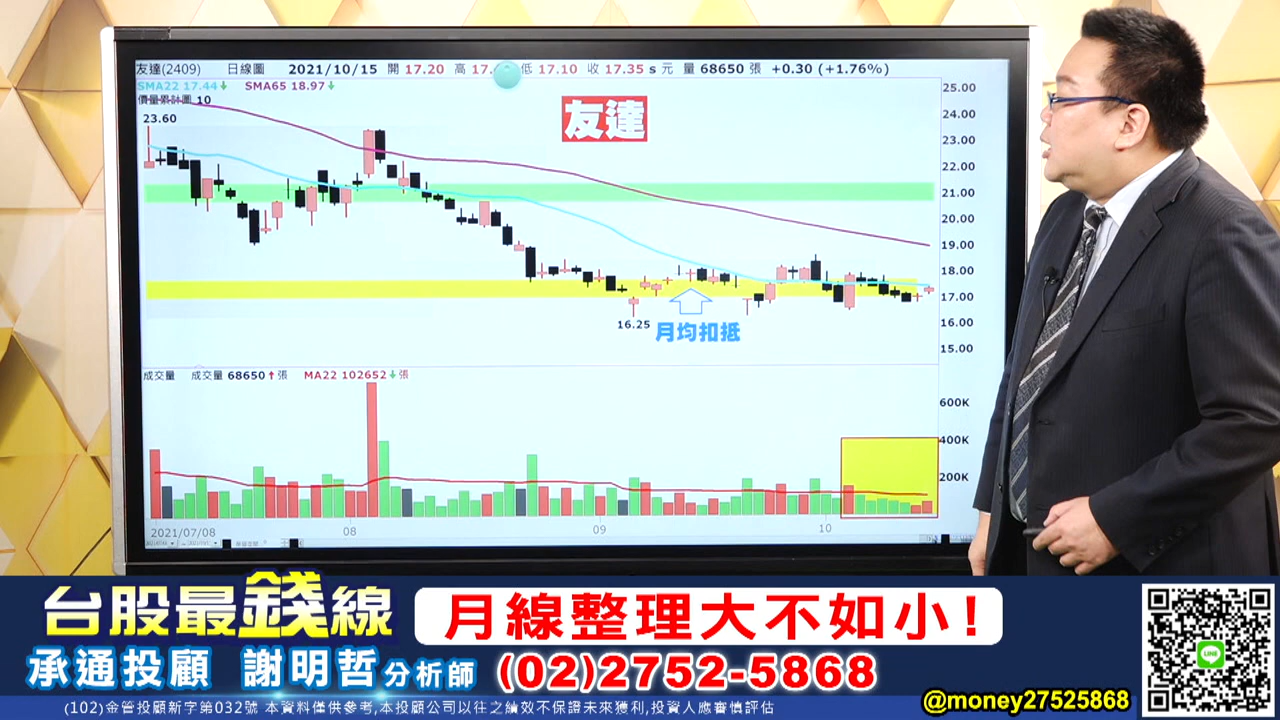 友達(2409) 日線圖 2021/10/15 開 17.20 高 17. 低 17.10 收 17.35 s 元 量 68650 張 +0.30 (+1.76%)
SMA22 17.44↓ SMA65 18.97↓
價量累計圖 10
23.60
友達
25.00
24.00
23.00
22.00
21.00
20.00
19.00
18.00
17.00
16.00
15.00
16.25
月均扣抵
成交量 成交量 68650↑張 MA22 102652↓張
600K
400K
200K
2021/07/08 08 09 10
台股最錢線
月線整理大不如小!
承通投顧 謝明哲分析師 (02)2752-5868
LINE
(102)金管投顧新字第032號 本資料僅供參考,本投顧公司以往之績效不保證未來獲利,投資人應審慎評估
@money27525868